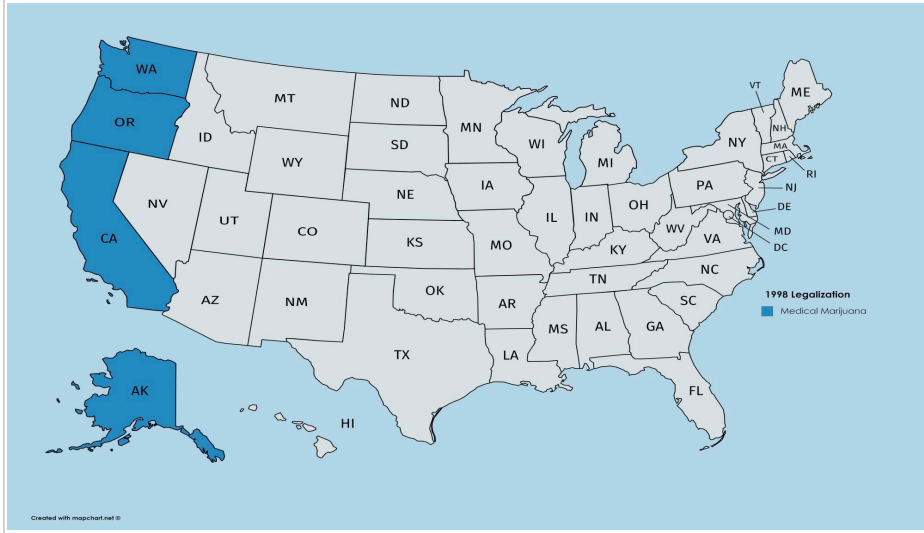 WA
MT
ND
MN
VT
ME
OR
ID
SD
WI
NY
NH
MA
WY
MI
CT
RI
IA
PA
NJ
NE
NV
OH
DE
UT
IL
IN
MD
CO
WV
CA
KS
MO
KY
VA
DC
NC
TN
OK
AZ
NM
AR
SC
1998 Legalization
Medical Marijuana
MS
AL
GA
TX
LA
AK
FL
HI
Created with mapchart.net ©